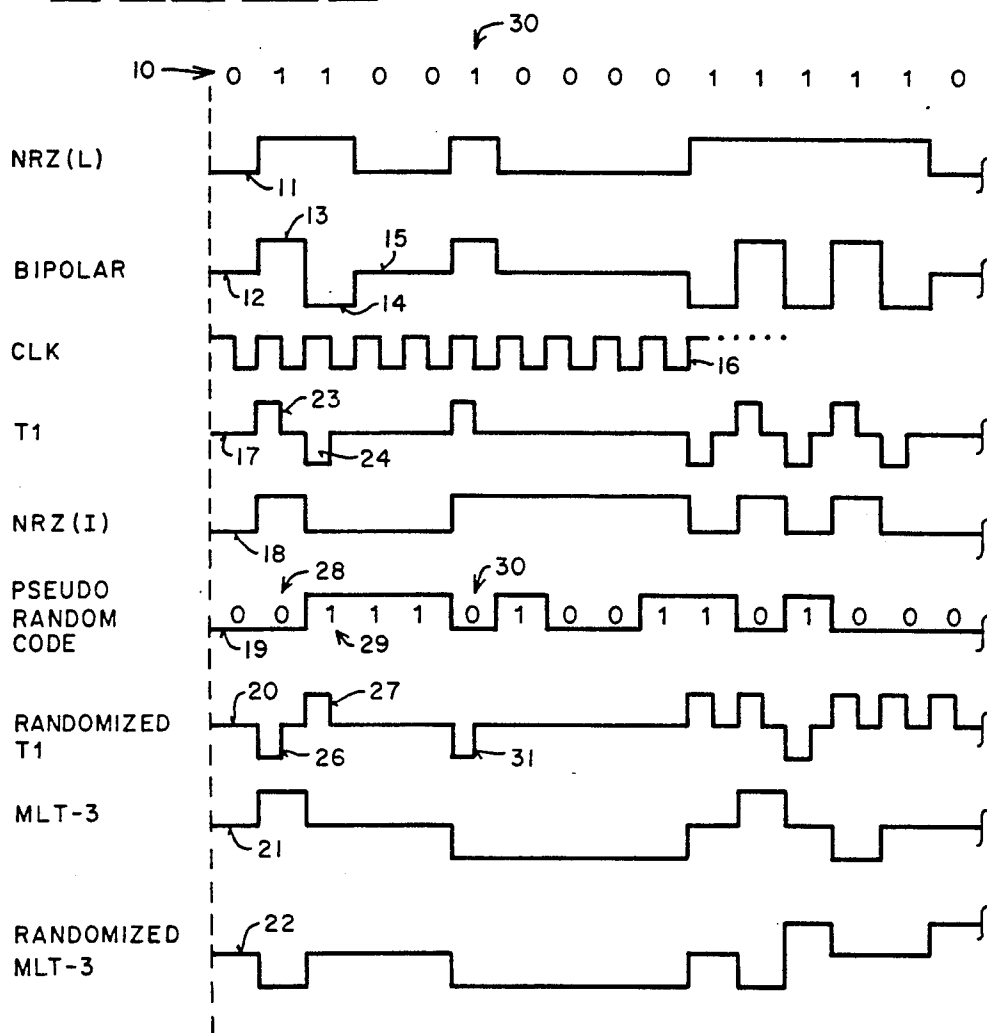 30
10 0 1 1 0 0 1 0 0 0 0 1 1 1 1 1 0
NRZ(L)
11
13
15
BIPOLAR
12
14
CLK
16
23
T1
17
24
NRZ(I)
18
28
30
PSEUDO
RANDOM
CODE
0 0 1 1 1 0 1 0 0 1 1 0 1 0 0 0
19
29
20
27
RANDOMIZED
T1
26
31
MLT-3
21
22
RANDOMIZED
MLT-3